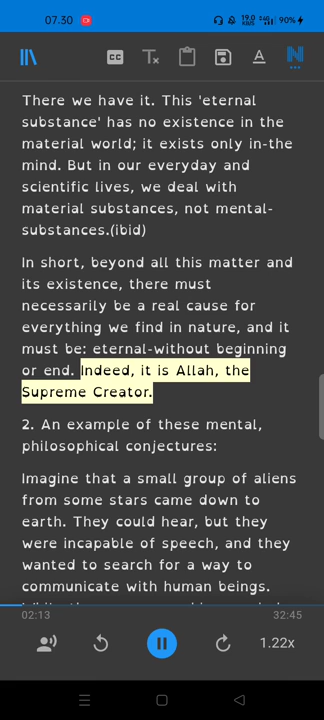 07.30
19.0
KB/S
90%
CC
A
N
There we have it. This 'eternal
substance' has no existence in the
material world; it exists only in-the
mind. But in our everyday and
scientific lives, we deal with
material substances, not mental-
substances.(ibid)
In short, beyond all this matter and
its existence, there must
necessarily be a real cause for
everything we find in nature, and it
must be: eternal-without beginning
or end. Indeed, it is Allah, the
Supreme Creator.
2. An example of these mental,
philosophical conjectures:
Imagine that a small group of aliens
from some stars came down to
earth. They could hear, but they
were incapable of speech, and they
wanted to search for a way to
communicate with human beings.
02:13
32:45
1.22x